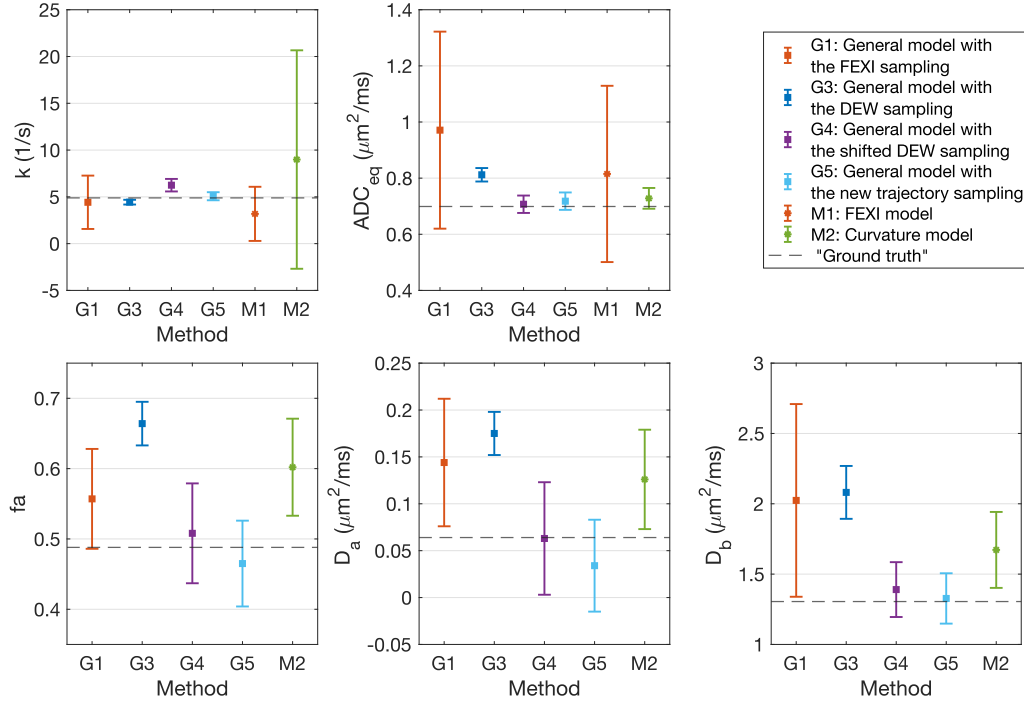 25
20
15
10
5
0
-5
k (1/s)
G1 G3 G4 G5 M1 M2
Method
1.4
1.2
1
0.8
0.6
0.4
ADCeq (μm2/ms)
G1 G3 G4 G5 M1 M2
Method
G1: General model with
the FEXI sampling
G3: General model with
the DEW sampling
G4: General model with
the shifted DEW sampling
G5: General model with
the new trajectory sampling
M1: FEXI model
M2: Curvature model
"Ground truth"
0.7
0.6
0.5
0.4
fa
G1 G3 G4 G5 M2
Method
0.25
0.2
0.15
0.1
0.05
0
-0.05
Da (μm2/ms)
G1 G3 G4 G5 M2
Method
3
2.5
2
1.5
1
Db (μm2/ms)
G1 G3 G4 G5 M2
Method